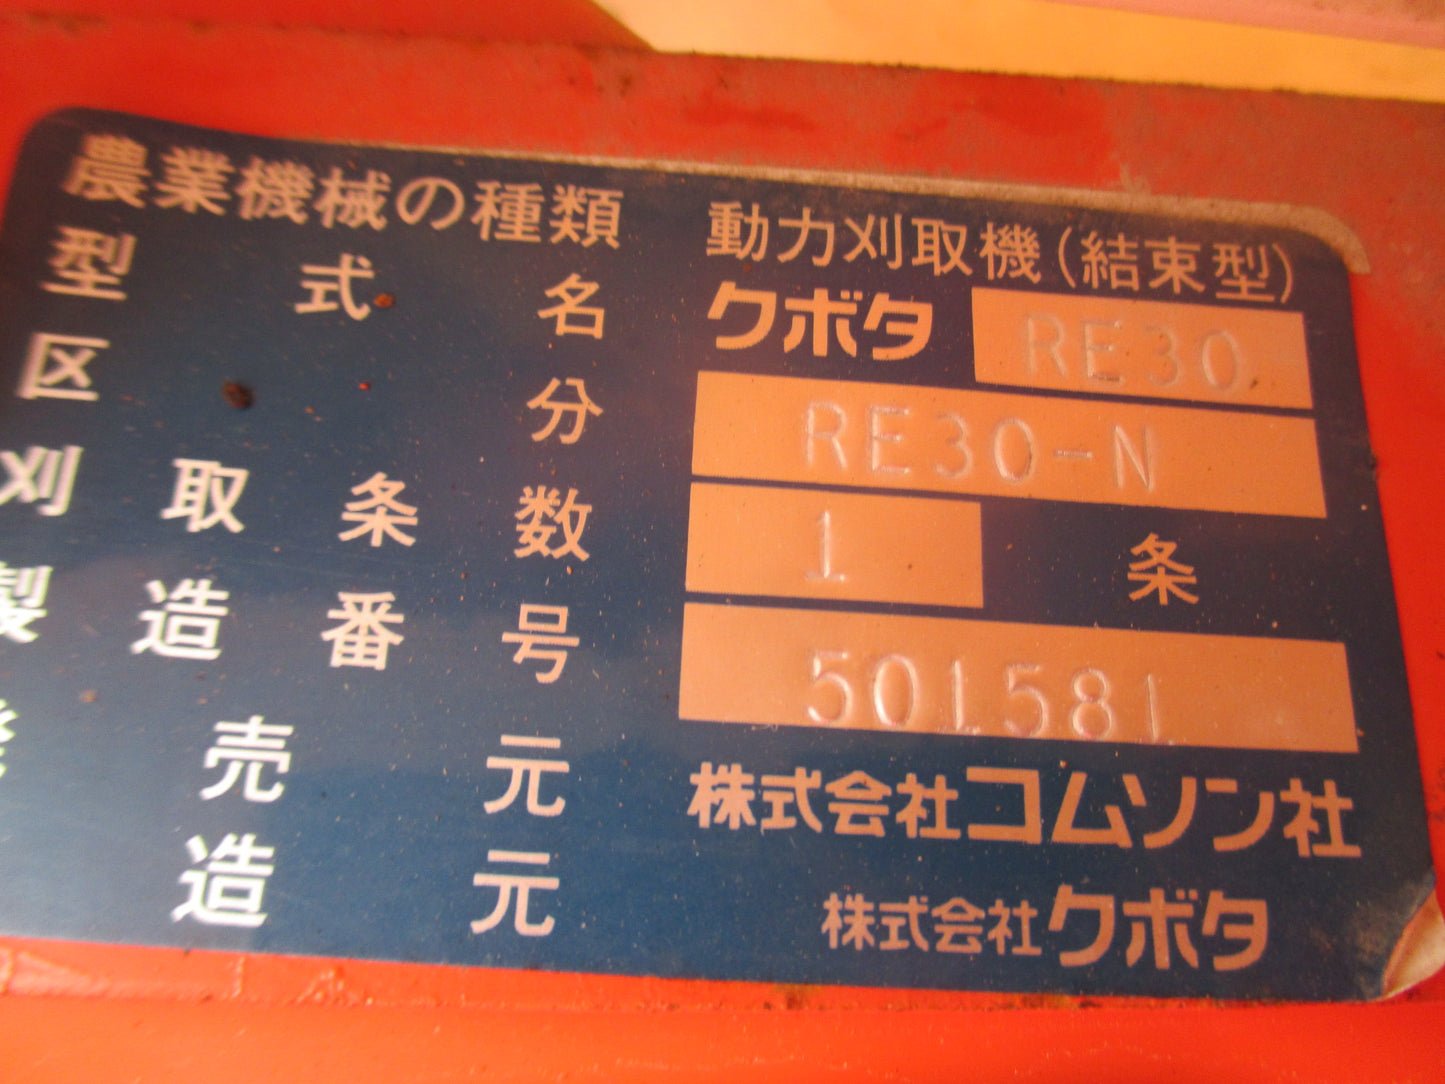 農業機械の種類 動力刈取機(結束型)
型式名 クボタ RE30
区分 RE30-N
刈取条数 1 条
製造番号 501581
発売元 株式会社コムソン社
造元 株式会社クボタ